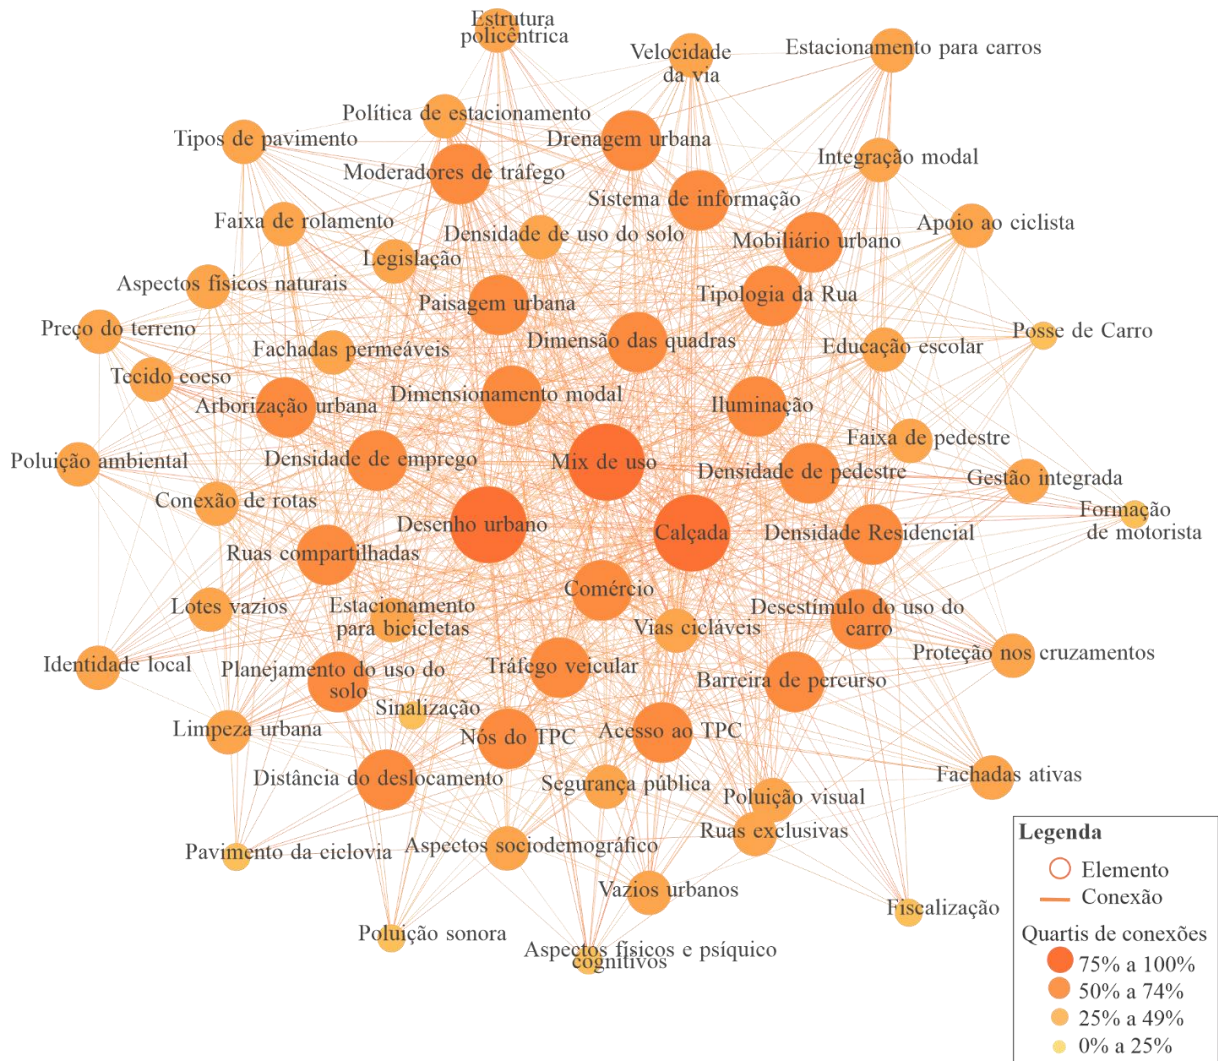 Estrutura
policêntrica
Velocidade
da via
Estacionamento para carros
Política de estacionamento
Tipos de pavimento
Drenagem urbana
Integração modal
Moderadores de tráfego
Sistema de informação
Faixa de rolamento
Densidade de uso do solo
Mobiliário urbano
Apoio ao ciclista
Legislação
Aspectos físicos naturais
Paisagem urbana
Tipologia da Rua
Preço do terreno
Fachadas permeáveis
Dimensão das quadras
Educação escolar
Posse de Carro
Tecido coeso
Arborização urbana
Dimensionamento modal
Iluminação
Faixa de pedestre
Poluição ambiental
Densidade de emprego
Mix de uso
Densidade de pedestre
Gestão integrada
Conexão de rotas
Desenho urbano
Calçada
Densidade Residencial
Formação
de motorista
Ruas compartilhadas
Comércio
Lotes vazios
Estacionamento
para bicicletas
Vias cicláveis
Desestímulo do uso do
carro
Identidade local
Planejamento do uso do
solo
Tráfego veicular
Barreira de percurso
Proteção nos cruzamentos
Sinalização
Limpeza urbana
Nós do TPC
Acesso ao TPC
Distância do deslocamento
Segurança pública
Poluição visual
Fachadas ativas
Pavimento da ciclovia
Aspectos sociodemográfico
Ruas exclusivas
Vazios urbanos
Fiscalização
Poluição sonora
Aspectos físicos e psíquico
cognitivos
Legenda
Elemento
Conexão
Quartis de conexões
75% a 100%
50% a 74%
25% a 49%
0% a 25%